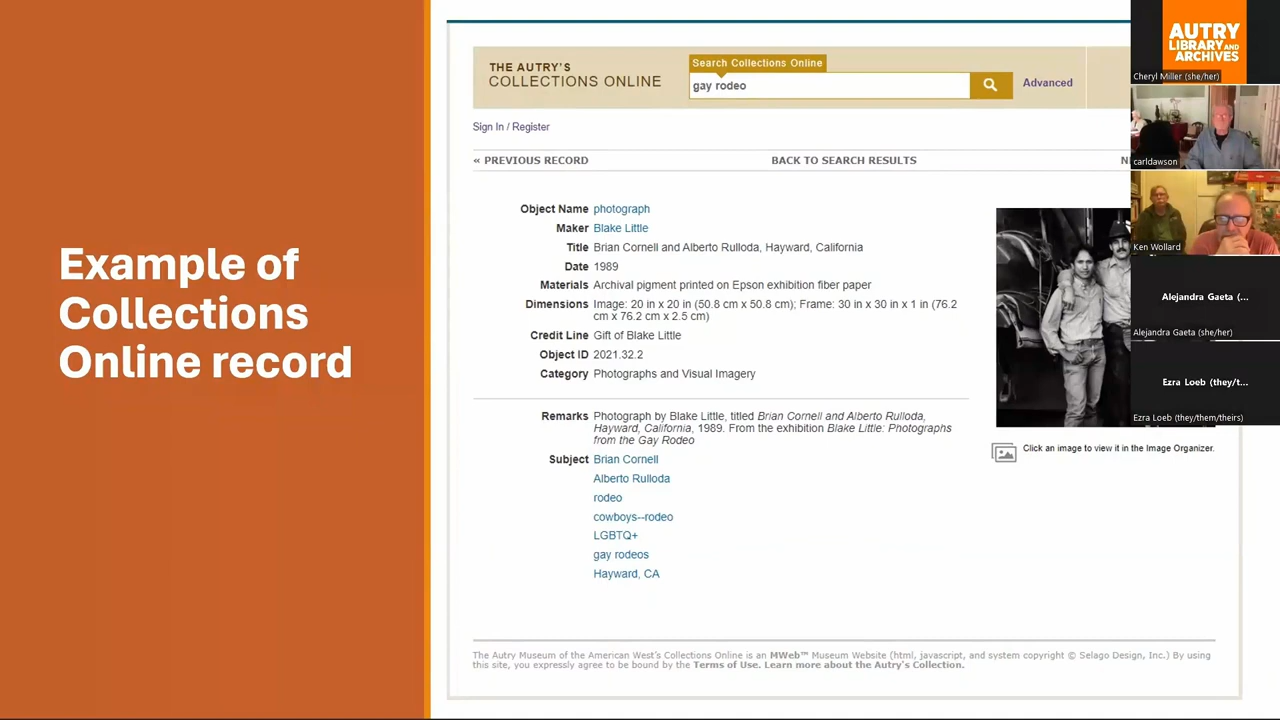 Example of
Collections
Online record
THE AUTRY'S
COLLECTIONS ONLINE
Search Collections Online
gay rodeo
Advanced
Sign In / Register
« PREVIOUS RECORD
BACK TO SEARCH RESULTS
Object Name photograph
Maker Blake Little
Title Brian Cornell and Alberto Rulloda, Hayward, California
Date 1989
Materials Archival pigment printed on Epson exhibition fiber paper
Dimensions Image: 20 in x 20 in (50.8 cm x 50.8 cm); Frame: 30 in x 30 in x 1 in (76.2
cm x 76.2 cm x 2.5 cm)
Credit Line Gift of Blake Little
Object ID 2021.32.2
Category Photographs and Visual Imagery
Remarks Photograph by Blake Little, titled Brian Cornell and Alberto Rulloda,
Hayward, California, 1989. From the exhibition Blake Little: Photographs
from the Gay Rodeo
Subject Brian Cornell
Alberto Rulloda
rodeo
cowboys--rodeo
LGBTQ+
gay rodeos
Hayward, CA
Click an image to view it in the Image Organizer.
The Autry Museum of the American West's Collections Online is an MWeb™ Museum Website (html, javascript, and system copyright © Selago Design, Inc.) By using
this site, you expressly agree to be bound by the Terms of Use. Learn more about the Autry's Collection.
AUTRY
LIBRARY AND
ARCHIVES
Cheryl Miller (she/her)
carldawson
Ken Wollard
Alejandra Gaeta (...
Alejandra Gaeta (she/her)
Ezra Loeb (they/t...
Ezra Loeb (they/them/theirs)